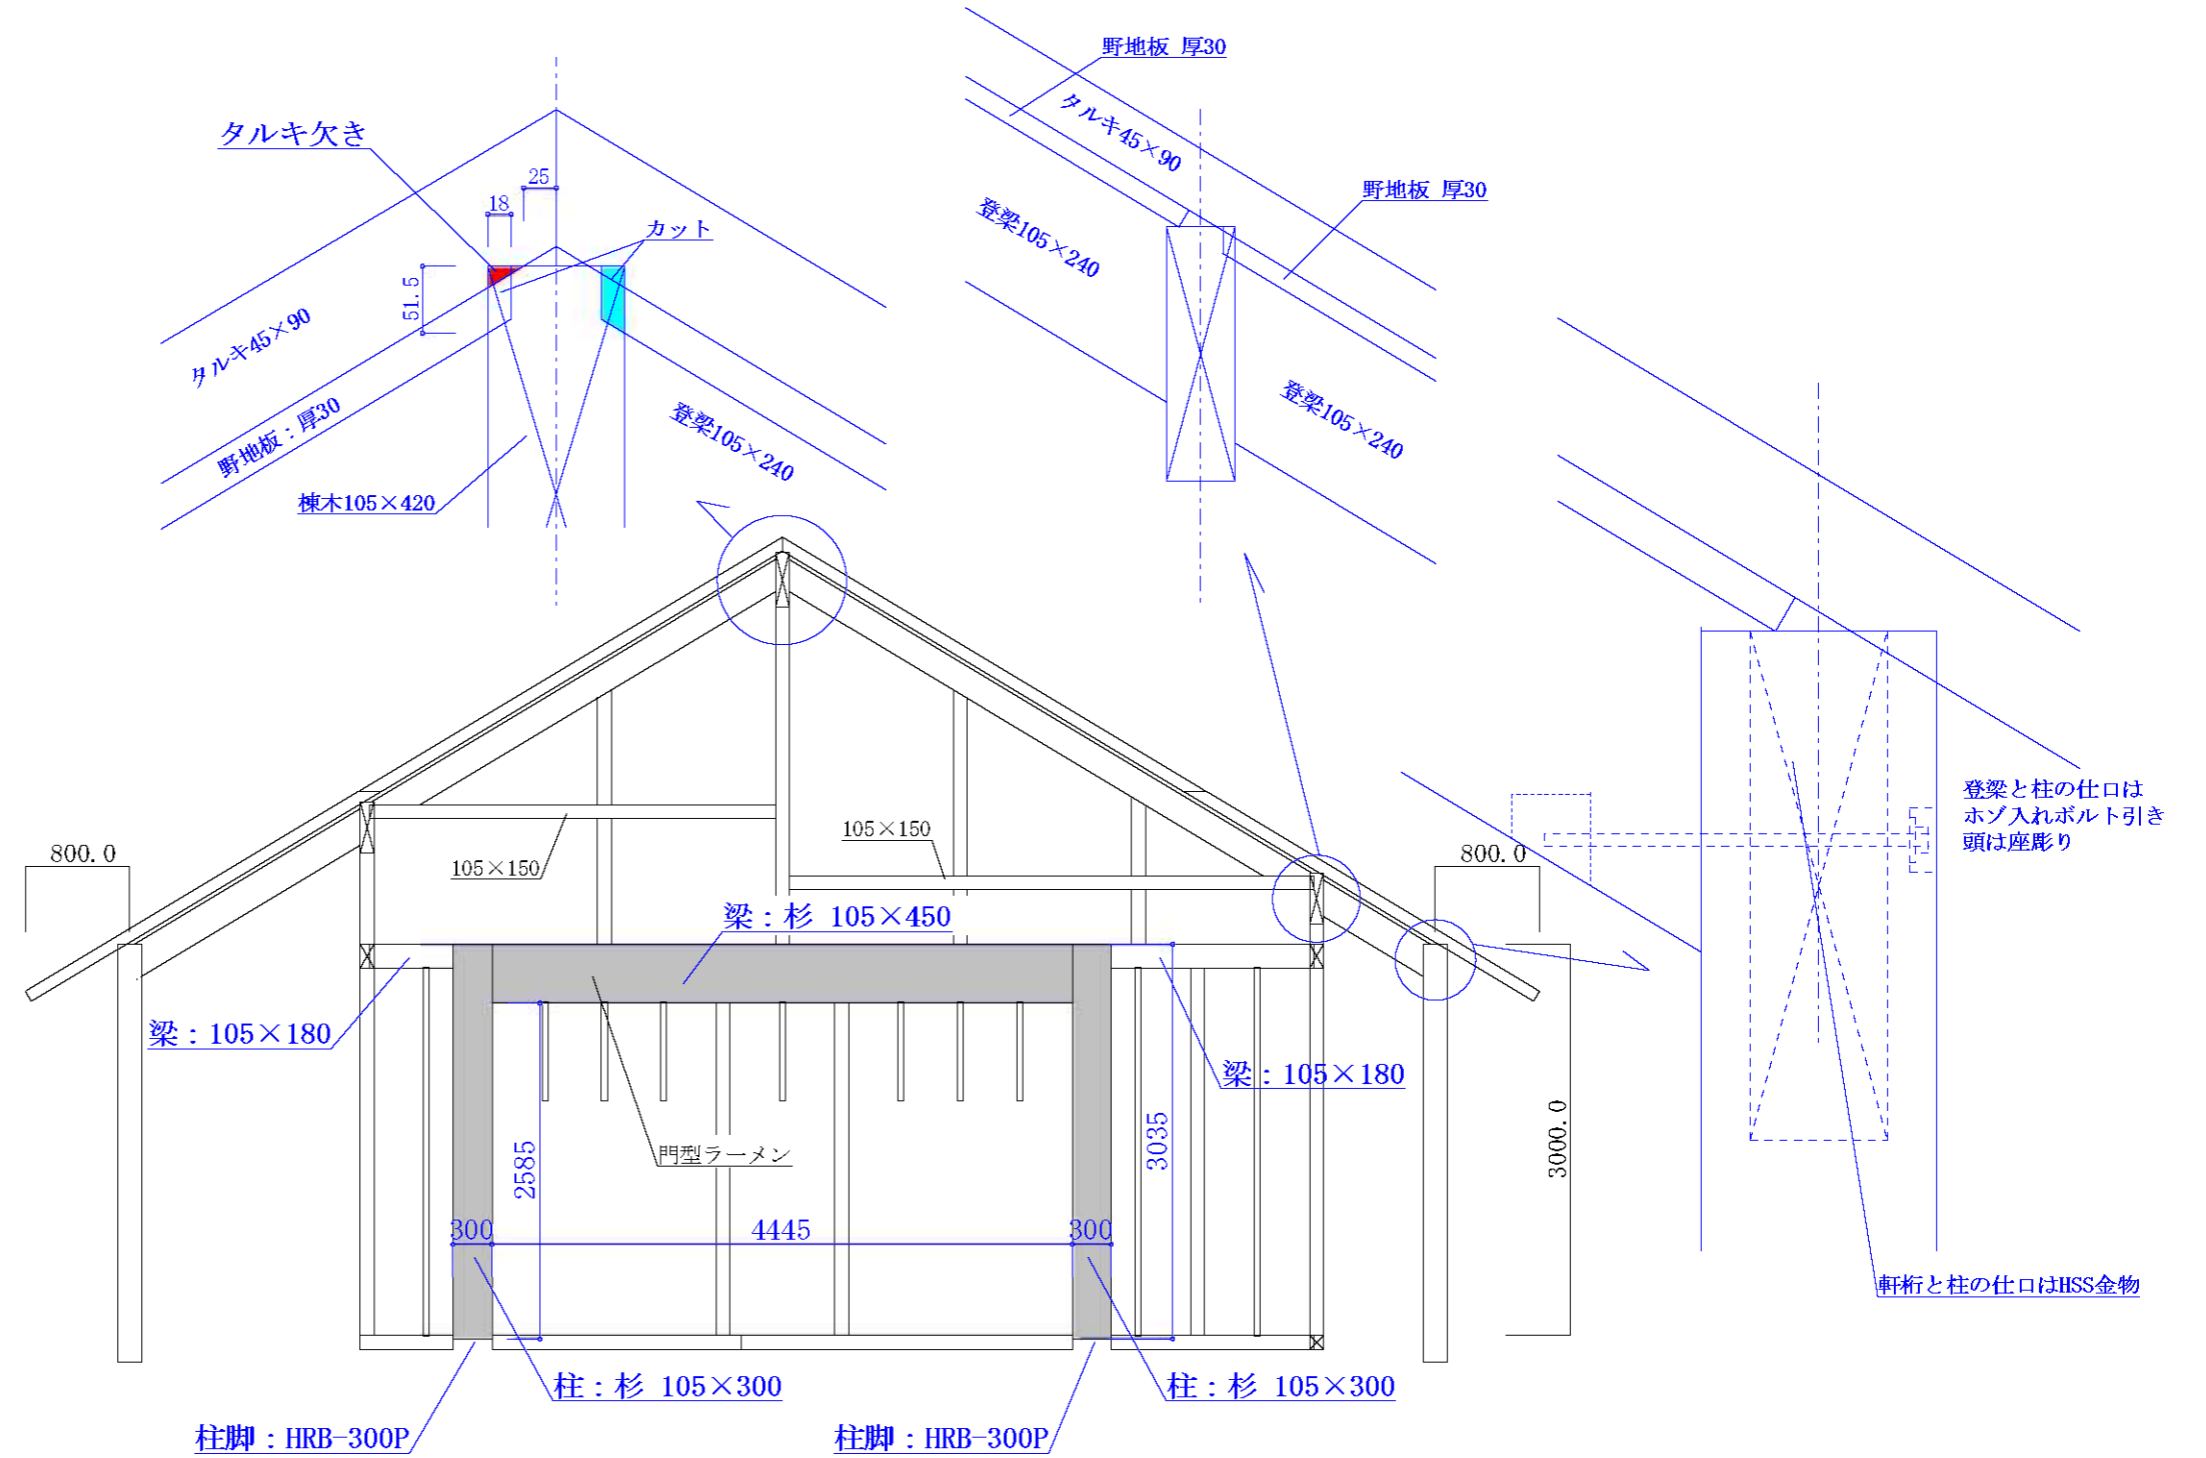 野地板 厚30
タルキ45×90
野地板 厚30
登梁105×240
登梁105×240
タルキ欠き
25
18
カット
51.5
タルキ45×90
野地板：厚30
登梁105×240
棟木105×420
登梁と柱の仕口は
ホゾ入れボルト引き
頭は座彫り
800.0
105×150
105×150
800.0
梁：杉 105×450
梁：105×180
梁：105×180
門型ラーメン
2585
3035
3000.0
300
4445
300
軒桁と柱の仕口はHSS金物
柱：杉 105×300
柱：杉 105×300
柱脚：HRB-300P
柱脚：HRB-300P